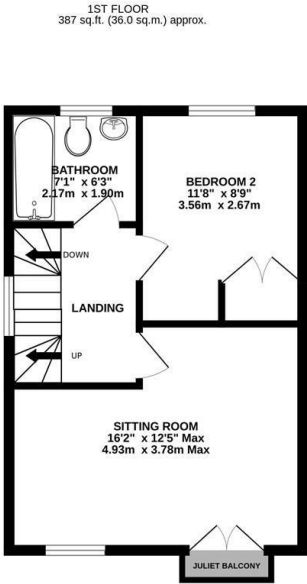 1ST FLOOR
387 sq.ft. (36.0 sq.m.) approx.
BATHROOM
7'1" x 6'3"
2.17m x 1.90m
BEDROOM 2
11'8" x 8'9"
3.56m x 2.67m
DOWN
LANDING
UP
SITTING ROOM
16'2" x 12'5" Max
4.93m x 3.78m Max
JULIET BALCONY